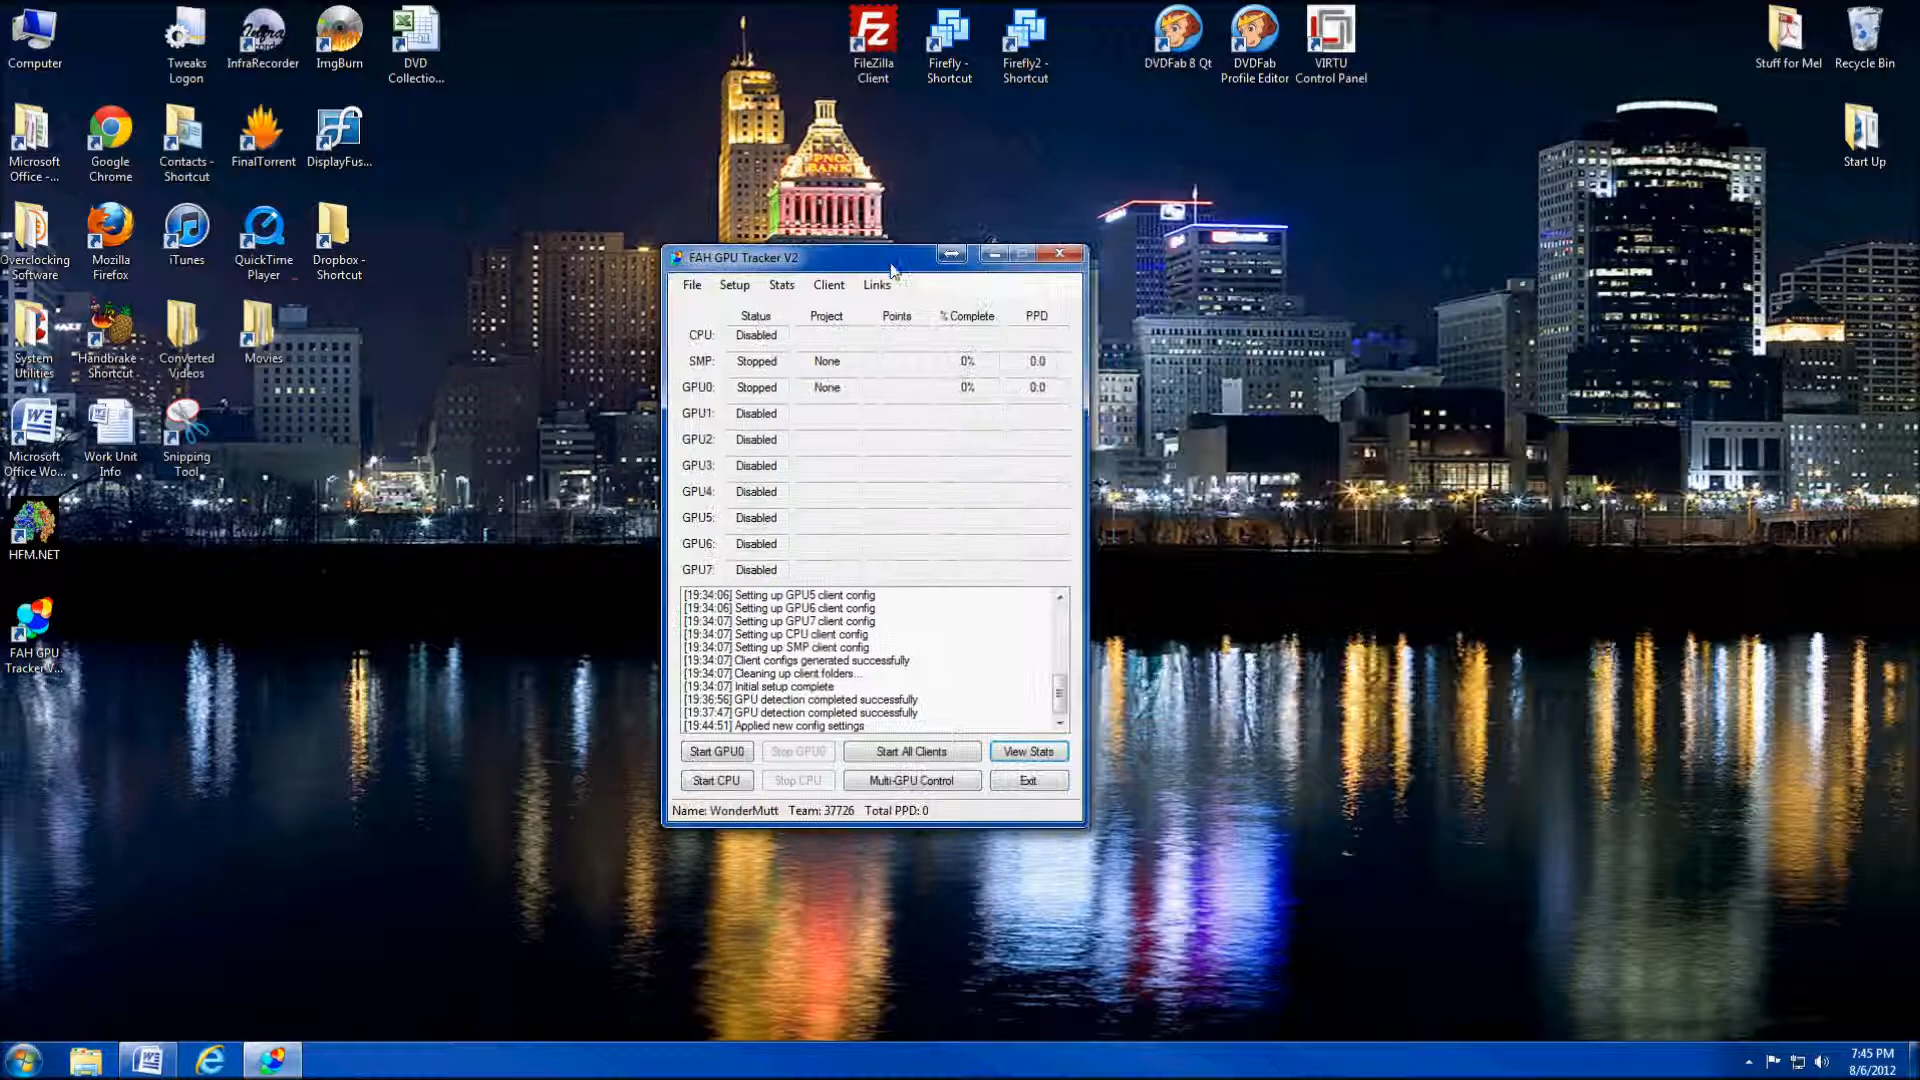 Computer
Tweaks
Logon
InfraRecorder
ImgBurn
DVD
Collectio...
FileZilla
Client
Firefly -
Shortcut
Firefly2 -
Shortcut
DVDFab 8 Qt
DVDFab
Profile Editor
VIRTU
Control Panel
Stuff for Me!
Recycle Bin
Microsoft
Office -...
Google
Chrome
Contacts -
Shortcut
FinalTorrent
DisplayFus...
Start Up
PNC
BANK
Overclocking
Software
Mozilla
Firefox
iTunes
QuickTime
Player
Dropbox -
Shortcut
System
Utilities
Handbrake -
Shortcut
Converted
Videos
Movies
Microsoft
Office Wo...
Work Unit
Info
Snipping
Tool
HFM.NET
FAH GPU
Tracker V...
FAH GPU Tracker V2
File Setup Stats Client Links
Status Project Points % Complete PPD
CPU: Disabled
SMP: Stopped None 0% 0.0
GPU0: Stopped None 0% 0.0
GPU1: Disabled
GPU2: Disabled
GPU3: Disabled
GPU4: Disabled
GPU5: Disabled
GPU6: Disabled
GPU7: Disabled
[19:34:06] Setting up GPU5 client config
[19:34:06] Setting up GPU6 client config
[19:34:07] Setting up GPU7 client config
[19:34:07] Setting up CPU client config
[19:34:07] Setting up SMP client config
[19:34:07] Client configs generated successfully
[19:34:07] Cleaning up client folders...
[19:34:07] Initial setup complete
[19:36:56] GPU detection completed successfully
[19:37:47] GPU detection completed successfully
[19:44:51] Applied new config settings
Start GPU0 Stop GPU0 Start All Clients View Stats
Start CPU Stop CPU Multi-GPU Control Exit
Name: WonderMutt Team: 37726 Total PPD: 0
7:45 PM
8/6/2012